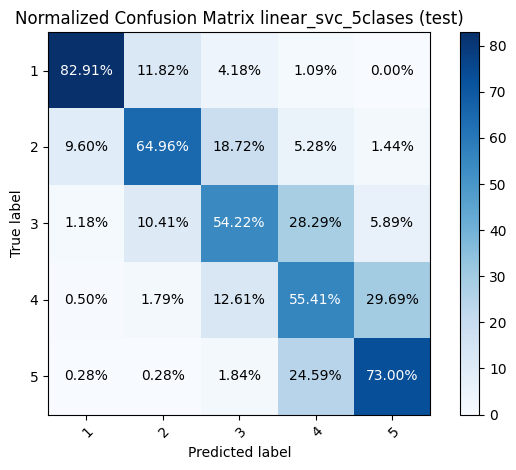 Normalized Confusion Matrix linear_svc_5clases (test)
1 82.91% 11.82% 4.18% 1.09% 0.00%
2 9.60% 64.96% 18.72% 5.28% 1.44%
3 1.18% 10.41% 54.22% 28.29% 5.89%
4 0.50% 1.79% 12.61% 55.41% 29.69%
5 0.28% 0.28% 1.84% 24.59% 73.00%
1 2 3 4 5
True label
Predicted label
80
70
60
50
40
30
20
10
0